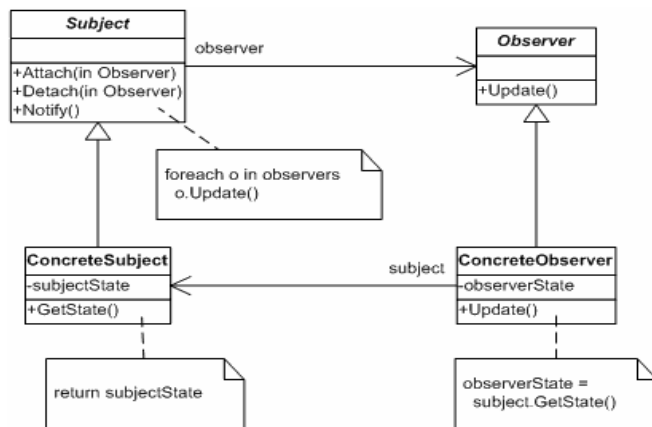 Subject
+Attach(in Observer)
+Detach(in Observer)
+Notify()
observer
Observer
+Update()
foreach o in observers
o.Update()
ConcreteSubject
-subjectState
+GetState()
subject
ConcreteObserver
-observerState
+Update()
return subjectState
observerState =
subject.GetState()